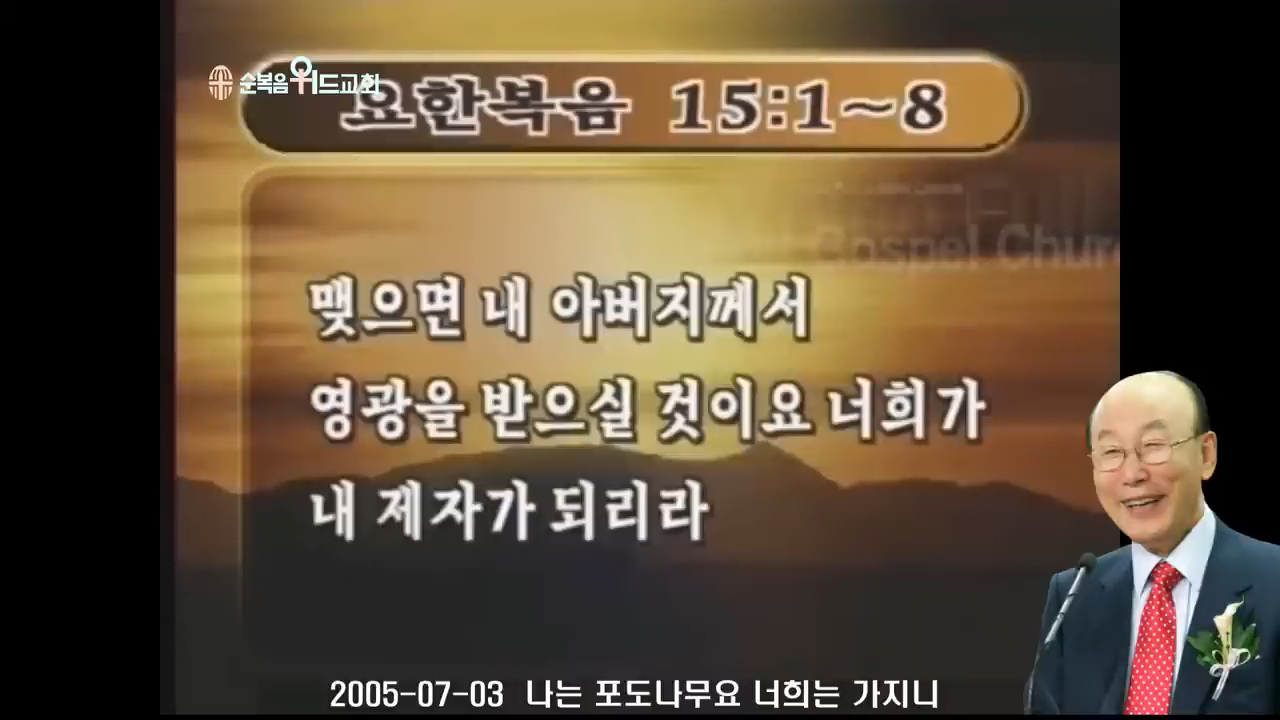 순복음위드교회
요한복음 15:1~8
Gospel Chur
맺으면 내 아버지께서
영광을 받으실 것이요 너희가
내 제자가 되리라
2005-07-03 나는 포도나무요 너희는 가지니